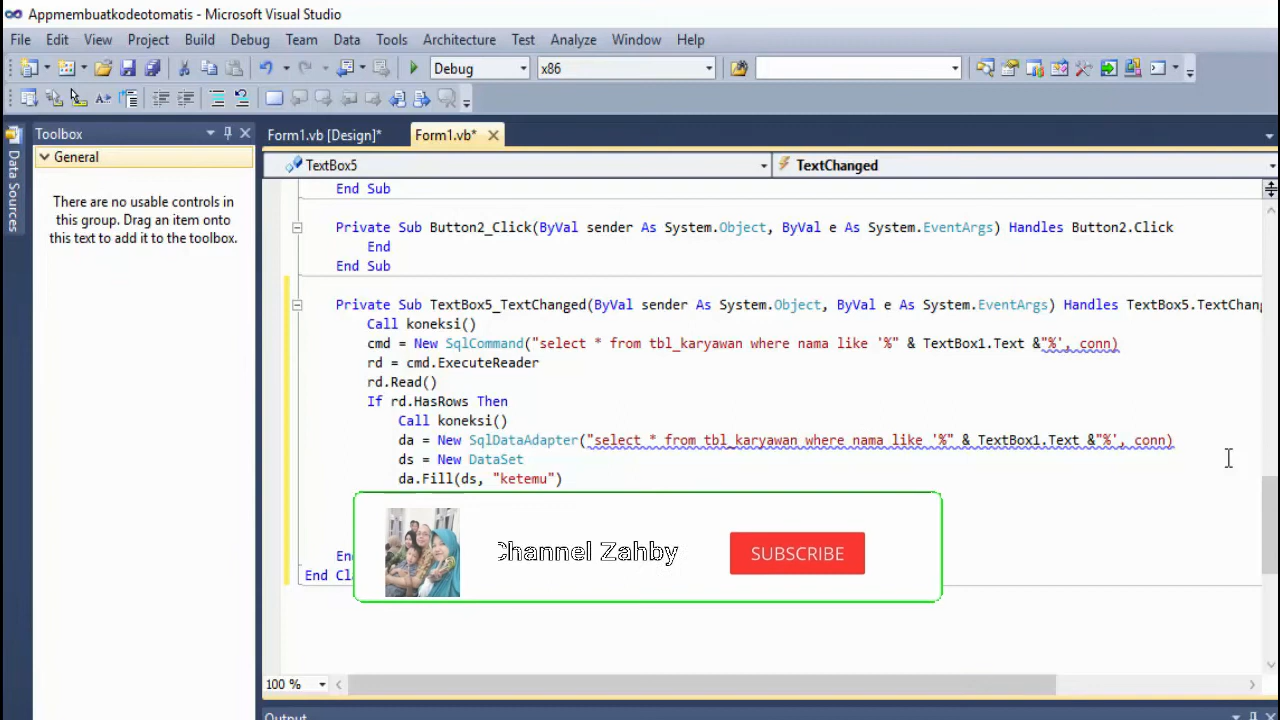 Appmembuatkodeotomatis - Microsoft Visual Studio
File Edit View Project Build Debug Team Data Tools Architecture Test Analyze Window Help
Debug x86
Toolbox Form1.vb [Design]* Form1.vb*
General TextBox5 TextChanged
Data Sources
There are no usable controls in
this group. Drag an item onto
this text to add it to the toolbox.
End Sub
Private Sub Button2_Click(ByVal sender As System.Object, ByVal e As System.EventArgs) Handles Button2.Click
End
End Sub
Private Sub TextBox5_TextChanged(ByVal sender As System.Object, ByVal e As System.EventArgs) Handles TextBox5.TextChang
Call koneksi()
cmd = New SqlCommand("select * from tbl_karyawan where nama like '%" & TextBox1.Text &"%', conn)
rd = cmd.ExecuteReader
rd.Read()
If rd.HasRows Then
Call koneksi()
da = New SqlDataAdapter("select * from tbl_karyawan where nama like '%" & TextBox1.Text &"%', conn)
ds = New DataSet
da.Fill(ds, "ketemu")
Channel Zahby SUBSCRIBE
En
End Cl
100 %
Output